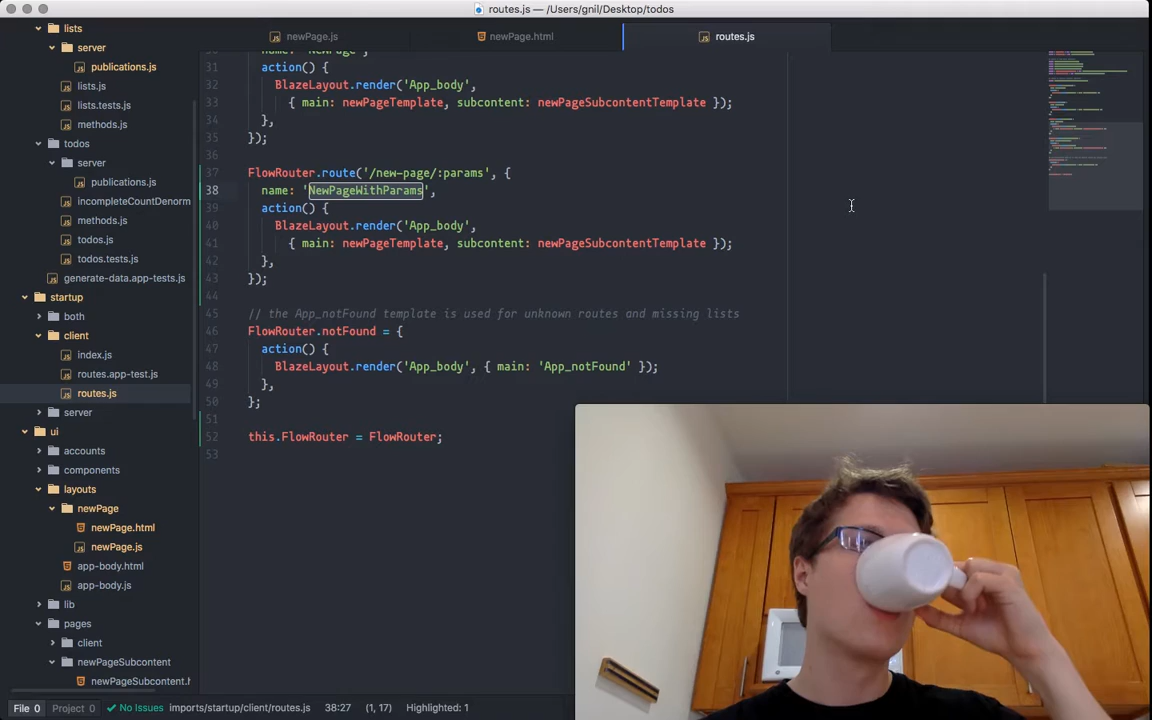 routes.js — /Users/gnil/Desktop/todos
lists
server
publications.js
lists.js
lists.tests.js
methods.js
todos
server
publications.js
incompleteCountDenorm
methods.js
todos.js
todos.tests.js
generate-data.app-tests.js
startup
both
client
index.js
routes.app-test.js
routes.js
server
ui
accounts
components
layouts
newPage
newPage.html
newPage.js
app-body.html
app-body.js
lib
pages
client
newPageSubcontent
newPageSubcontent.h
newPage.js
newPage.html
routes.js
30 name: 'NewPage',
31 action() {
32 BlazeLayout.render('App_body',
33 { main: newPageTemplate, subcontent: newPageSubcontentTemplate });
34 },
35 });
36
37 FlowRouter.route('/new-page/:params', {
38 name: 'NewPageWithParams',
39 action() {
40 BlazeLayout.render('App_body',
41 { main: newPageTemplate, subcontent: newPageSubcontentTemplate });
42 },
43 });
44
45 // the App_notFound template is used for unknown routes and missing lists
46 FlowRouter.notFound = {
47 action() {
48 BlazeLayout.render('App_body', { main: 'App_notFound' });
49 },
50 };
51
52 this.FlowRouter = FlowRouter;
53
File 0 Project 0 No Issues imports/startup/client/routes.js 38:27 (1, 17) Highlighted: 1